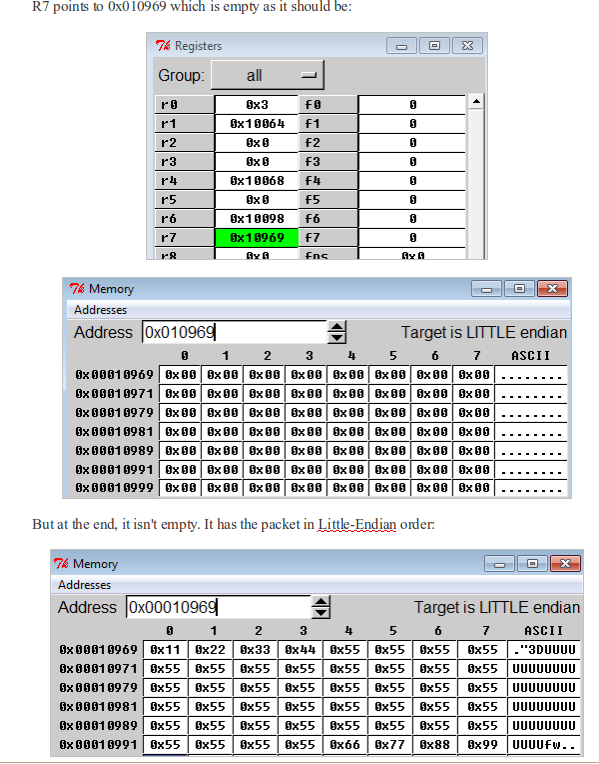 R7 points to 0x010969 which is empty as it should be:
Registers
Group: all
r0 0x3 f0 0
r1 0x10064 f1 0
r2 0x0 f2 0
r3 0x0 f3 0
r4 0x10068 f4 0
r5 0x0 f5 0
r6 0x10098 f6 0
r7 0x10969 f7 0
r8 0x0 fps 0x0
Memory
Addresses
Address 0x010969 Target is LITTLE endian
0 1 2 3 4 5 6 7 ASCII
0x00010969 0x00 0x00 0x00 0x00 0x00 0x00 0x00 0x00 ........
0x00010971 0x00 0x00 0x00 0x00 0x00 0x00 0x00 0x00 ........
0x00010979 0x00 0x00 0x00 0x00 0x00 0x00 0x00 0x00 ........
0x00010981 0x00 0x00 0x00 0x00 0x00 0x00 0x00 0x00 ........
0x00010989 0x00 0x00 0x00 0x00 0x00 0x00 0x00 0x00 ........
0x00010991 0x00 0x00 0x00 0x00 0x00 0x00 0x00 0x00 ........
0x00010999 0x00 0x00 0x00 0x00 0x00 0x00 0x00 0x00 ........
But at the end, it isn't empty. It has the packet in Little-Endian order:
Memory
Addresses
Address 0x00010969 Target is LITTLE endian
0 1 2 3 4 5 6 7 ASCII
0x00010969 0x11 0x22 0x33 0x44 0x55 0x55 0x55 0x55 ."3DUUUU
0x00010971 0x55 0x55 0x55 0x55 0x55 0x55 0x55 0x55 UUUUUUUU
0x00010979 0x55 0x55 0x55 0x55 0x55 0x55 0x55 0x55 UUUUUUUU
0x00010981 0x55 0x55 0x55 0x55 0x55 0x55 0x55 0x55 UUUUUUUU
0x00010989 0x55 0x55 0x55 0x55 0x55 0x55 0x55 0x55 UUUUUUUU
0x00010991 0x55 0x55 0x55 0x55 0x66 0x77 0x88 0x99 UUUUfw..